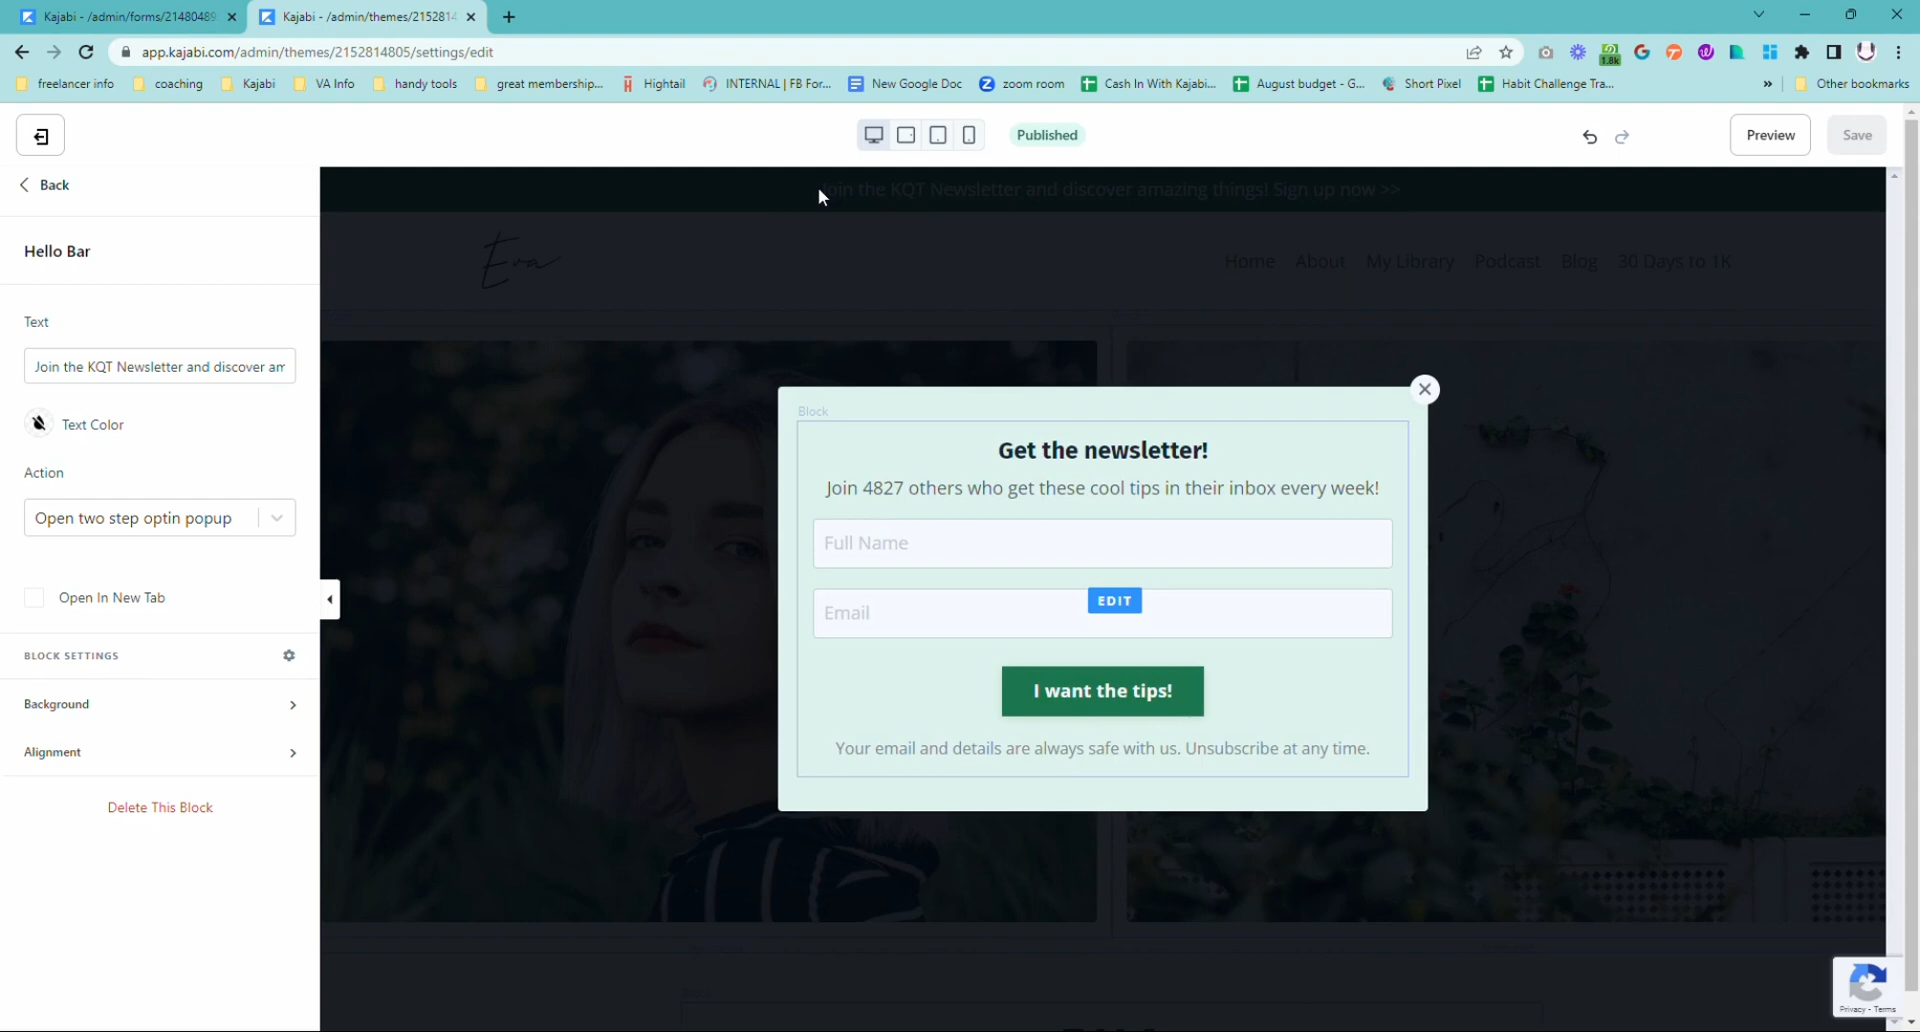 Kajabi - /admin/forms/21480489
Kajabi - /admin/themes/2152814
app.kajabi.com/admin/themes/2152814805/settings/edit
1.8k
freelancer info
coaching
Kajabi
VA Info
handy tools
great membership...
Hightail
INTERNAL | FB For...
New Google Doc
zoom room
Cash In With Kajabi...
August budget - G...
Short Pixel
Habit Challenge Tra...
»
Other bookmarks
Published
Preview
Save
Back
Join the KQT Newsletter and discover amazing things! Sign up now >>
Hello Bar
Eva
Home About My Library Podcast Blog 30 Days to 1K
Text
Join the KQT Newsletter and discover am
Text Color
Action
Open two step optin popup
Open In New Tab
BLOCK SETTINGS
Background
Alignment
Delete This Block
Block
Get the newsletter!
Join 4827 others who get these cool tips in their inbox every week!
Full Name
EDIT
Email
I want the tips!
Your email and details are always safe with us. Unsubscribe at any time.
Privacy - Terms